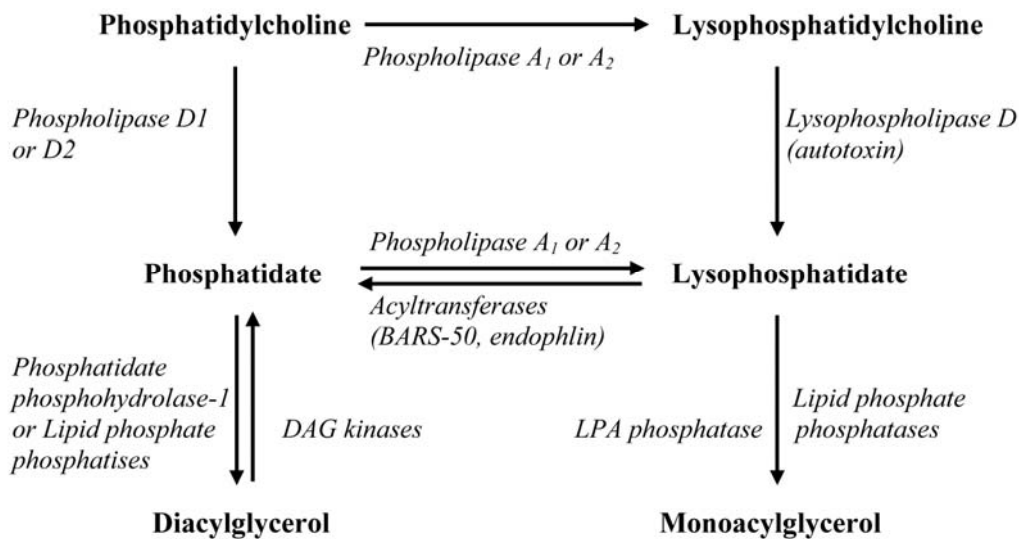 Phosphatidylcholine
Lysophosphatidylcholine
Phospholipase A1 or A2
Phospholipase D1
or D2
Lysophospholipase D
(autotoxin)
Phospholipase A1 or A2
Phosphatidate
Lysophosphatidate
Acyltransferases
(BARS-50, endophlin)
Phosphatidate
phosphohydrolase-1
or Lipid phosphate
phosphatises
DAG kinases
LPA phosphatase
Lipid phosphate
phosphatases
Diacylglycerol
Monoacylglycerol